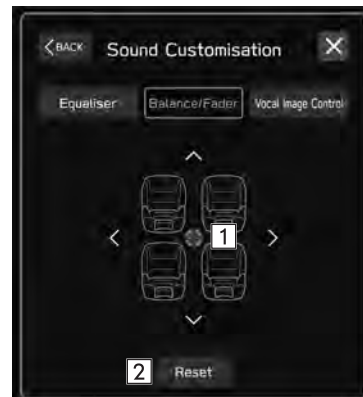 BACK Sound Customisation
Equaliser Balance/Fader Vocal Image Control
1
2 Reset